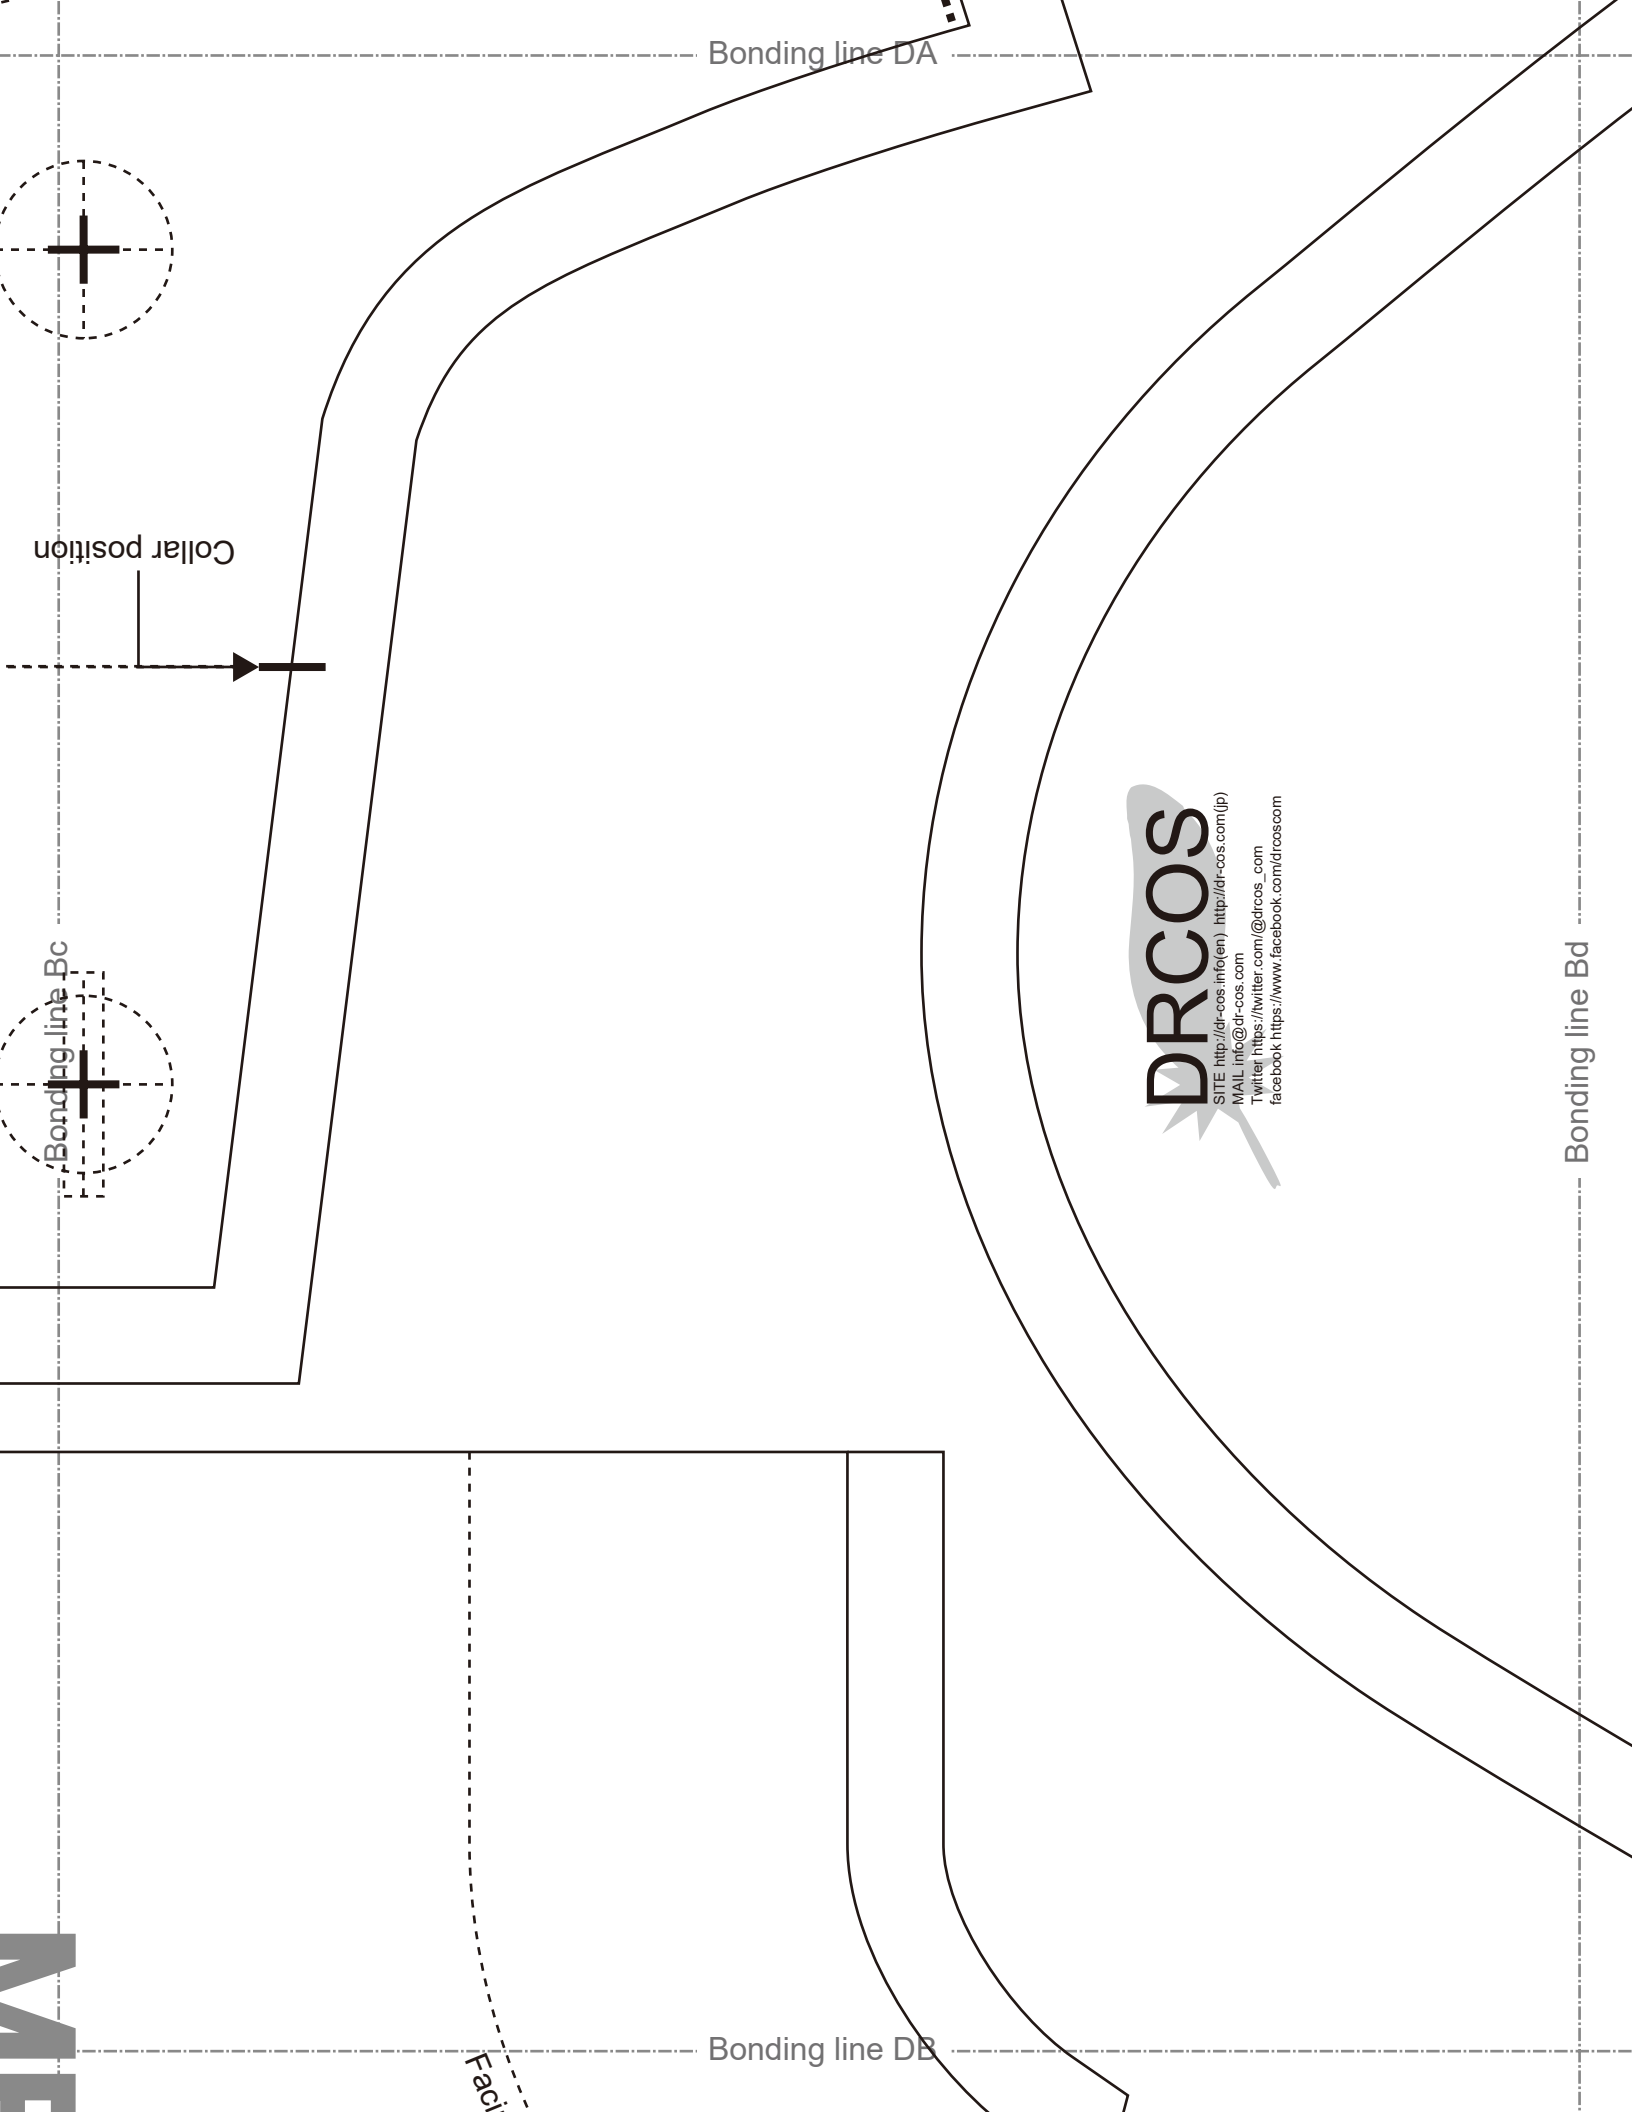 Bonding line DA
Collar position
Bonding line Bc
DRCOS
SITE http://dr-cos.info(en) http://dr-cos.com(jp)
MAIL info@dr-cos.com
Twitter https://twitter.com/@drcos_com
facebook https://www.facebook.com/drcoscom
Bonding line Bd
Bonding line DB